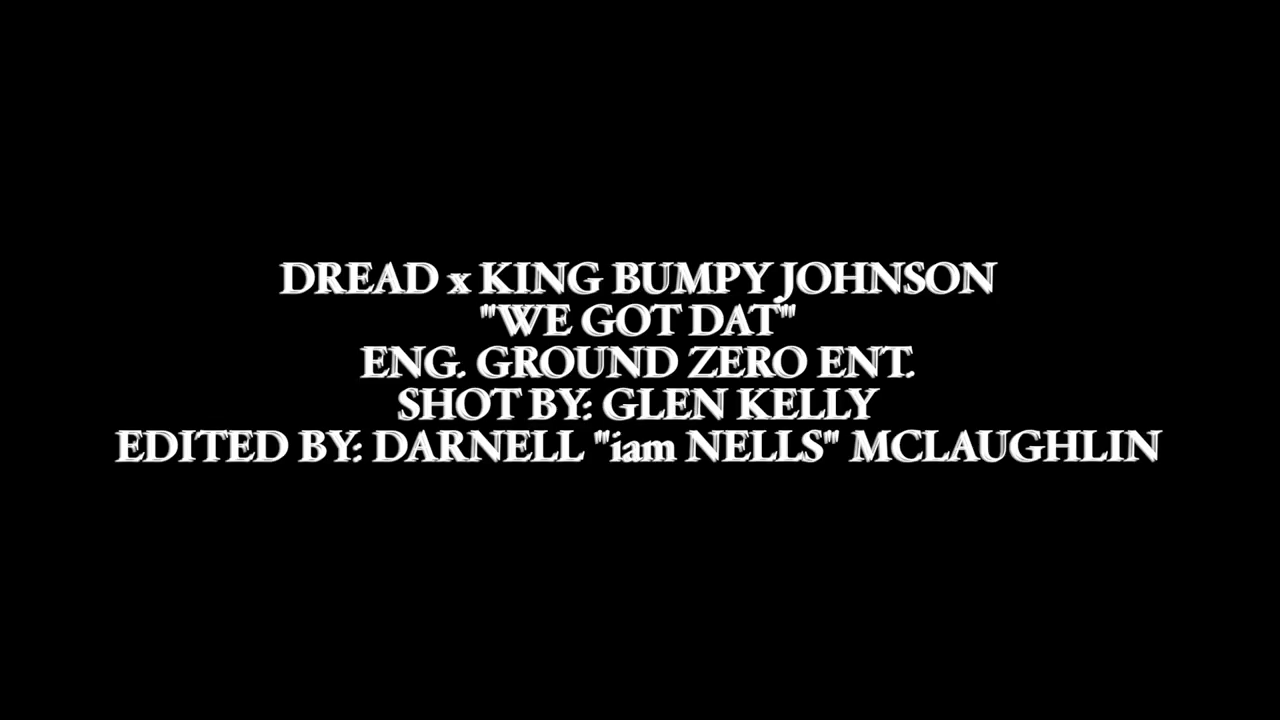 DREAD x KING BUMPY JOHNSON
"WE GOT DAT"
ENG. GROUND ZERO ENT.
SHOT BY: GLEN KELLY
EDITED BY: DARNELL "iam NELLS" MCLAUGHLIN